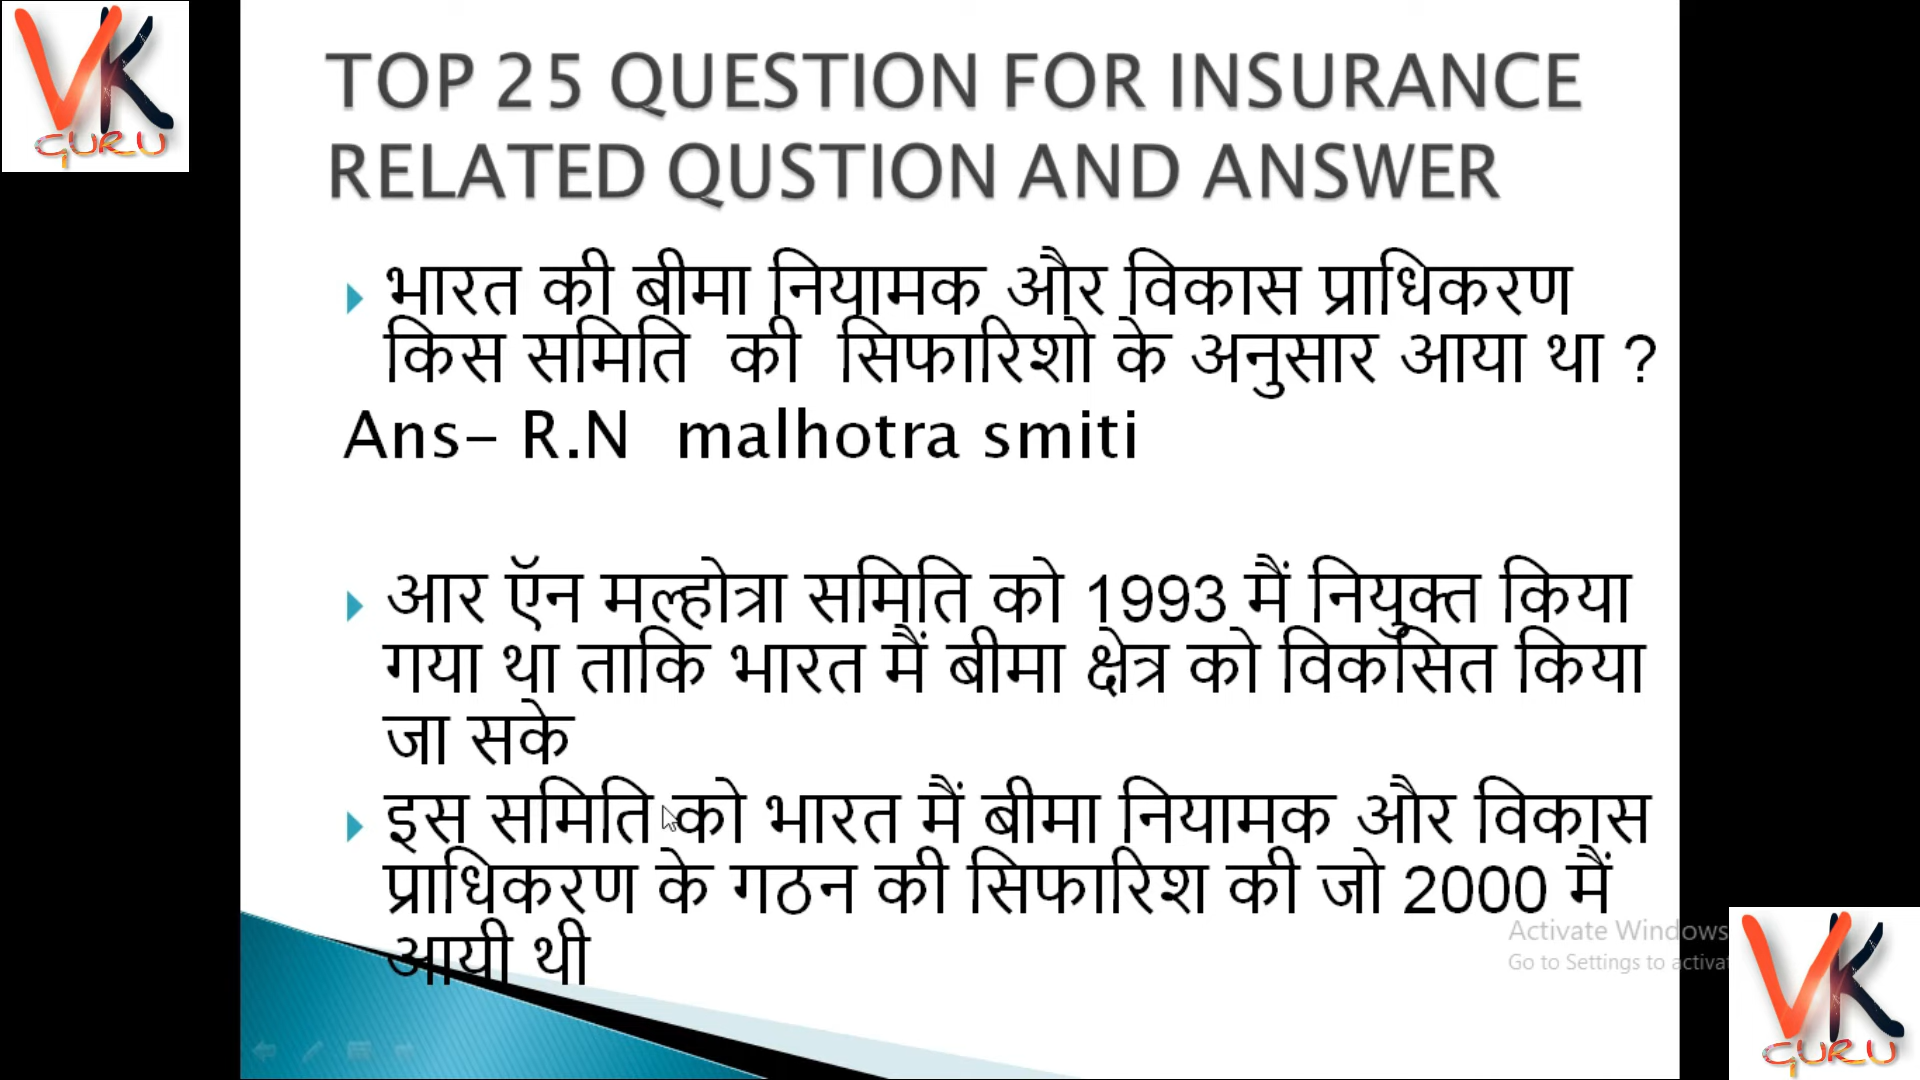 VK
GURU
TOP 25 QUESTION FOR INSURANCE
RELATED QUSTION AND ANSWER
भारत की बीमा नियामक और विकास प्राधिकरण
किस समिति की सिफारिशो के अनुसार आया था ?
Ans- R.N malhotra smiti
आर ऍन मल्होत्रा समिति को 1993 मैं नियुक्त किया
गया था ताकि भारत मैं बीमा क्षेत्र को विकसित किया
जा सके
इस समिति को भारत मैं बीमा नियामक और विकास
प्राधिकरण के गठन की सिफारिश की जो 2000 मैं
आयी थी
Activate Windows
Go to Settings to activat
VK
GURU